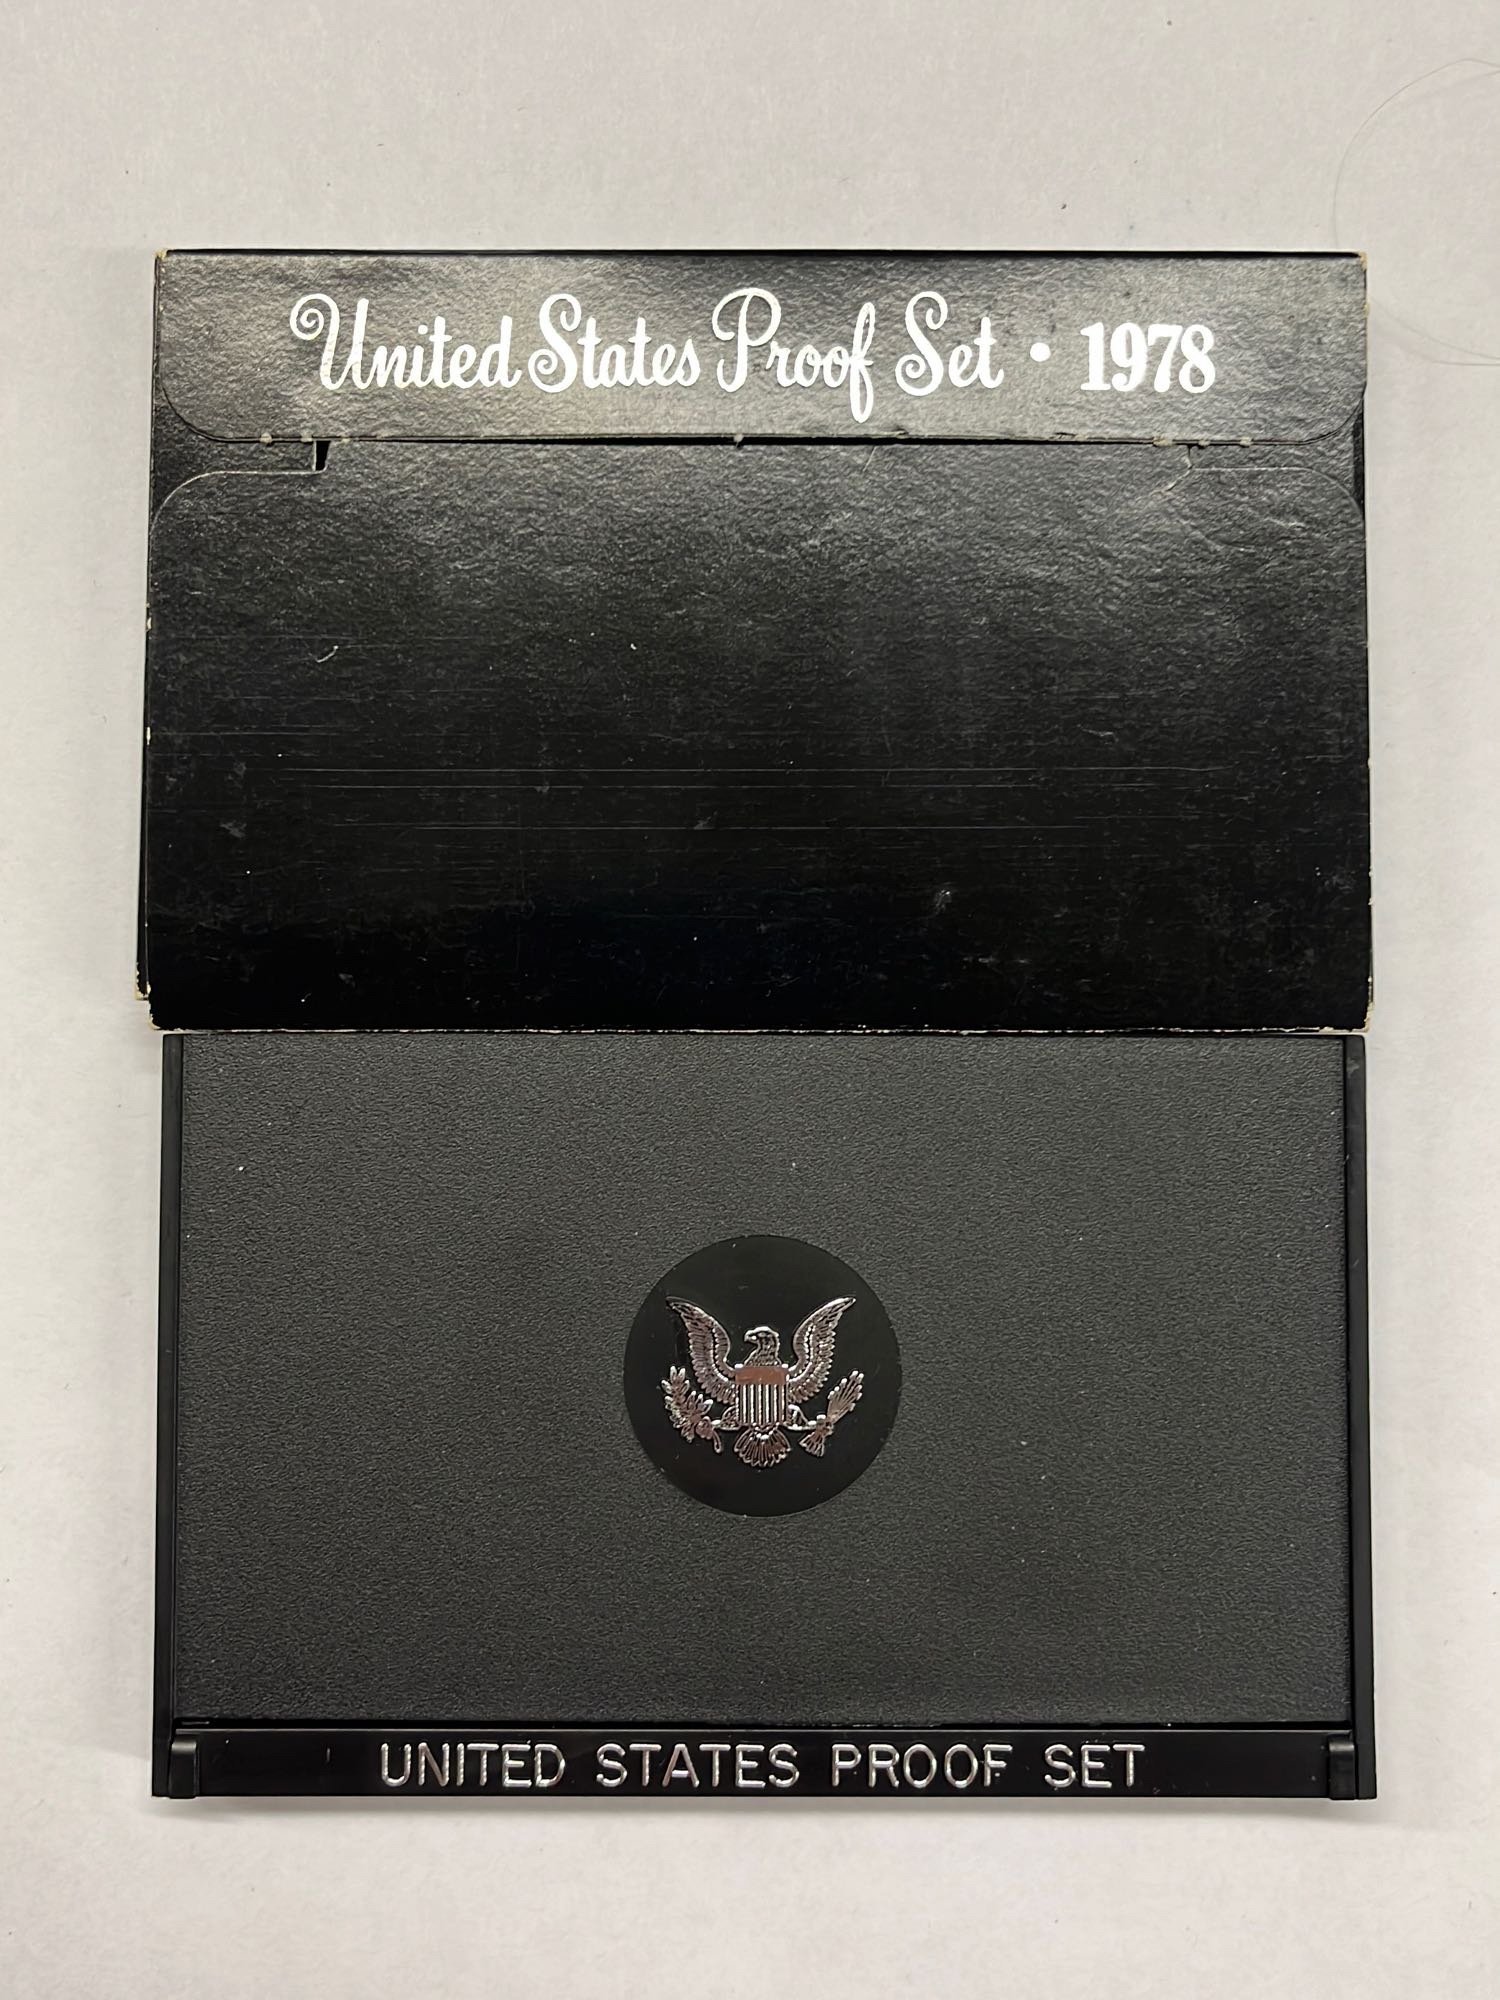 United States Proof Set • 1978
UNITED STATES PROOF SET